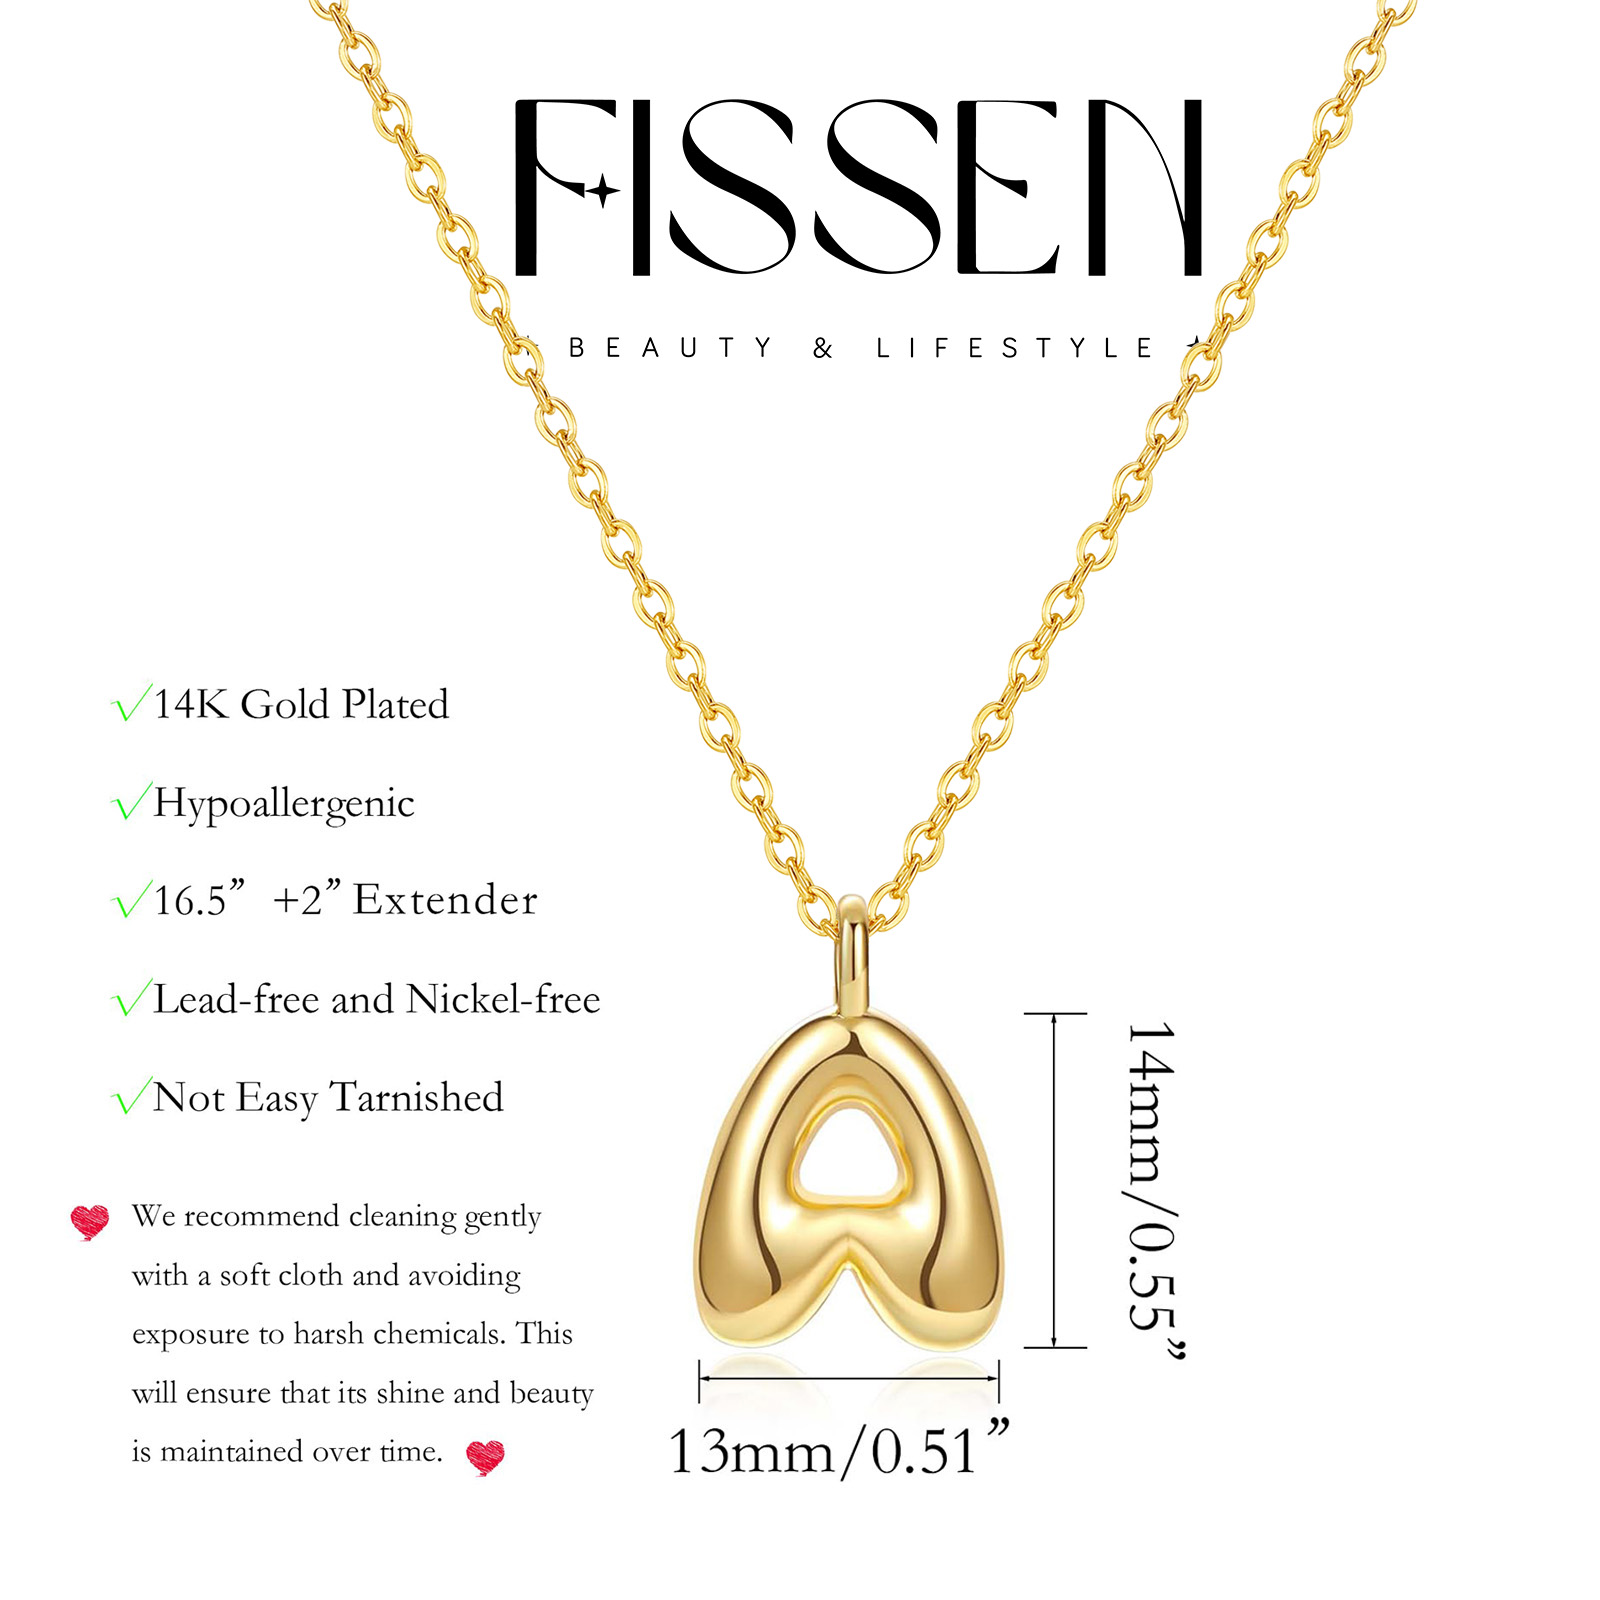 FISSEN
BEAUTY & LIFESTYLE
√14K Gold Plated
√Hypoallergenic
√16.5” +2” Extender
√Lead-free and Nickel-free
√Not Easy Tarnished
We recommend cleaning gently
with a soft cloth and avoiding
exposure to harsh chemicals. This
will ensure that its shine and beauty
is maintained over time.
14mm/0.55”
13mm/0.51”